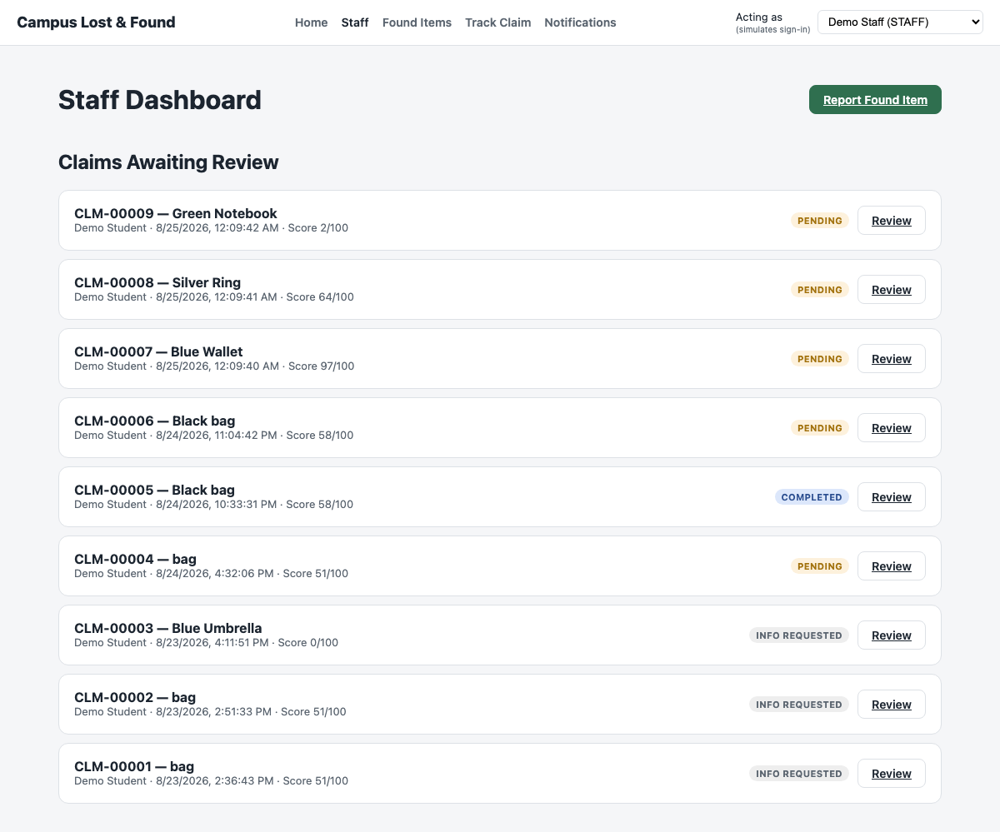 Campus Lost & Found
Home Staff Found Items Track Claim Notifications
Acting as
(simulates sign-in)
Demo Staff (STAFF)
Staff Dashboard
Report Found Item
Claims Awaiting Review
CLM-00009 — Green Notebook
Demo Student · 8/25/2026, 12:09:42 AM · Score 2/100
PENDING
Review
CLM-00008 — Silver Ring
Demo Student · 8/25/2026, 12:09:41 AM · Score 64/100
PENDING
Review
CLM-00007 — Blue Wallet
Demo Student · 8/25/2026, 12:09:40 AM · Score 97/100
PENDING
Review
CLM-00006 — Black bag
Demo Student · 8/24/2026, 11:04:42 PM · Score 58/100
PENDING
Review
CLM-00005 — Black bag
Demo Student · 8/24/2026, 10:33:31 PM · Score 58/100
COMPLETED
Review
CLM-00004 — bag
Demo Student · 8/24/2026, 4:32:06 PM · Score 51/100
PENDING
Review
CLM-00003 — Blue Umbrella
Demo Student · 8/23/2026, 4:11:51 PM · Score 0/100
INFO REQUESTED
Review
CLM-00002 — bag
Demo Student · 8/23/2026, 2:51:33 PM · Score 51/100
INFO REQUESTED
Review
CLM-00001 — bag
Demo Student · 8/23/2026, 2:36:43 PM · Score 51/100
INFO REQUESTED
Review